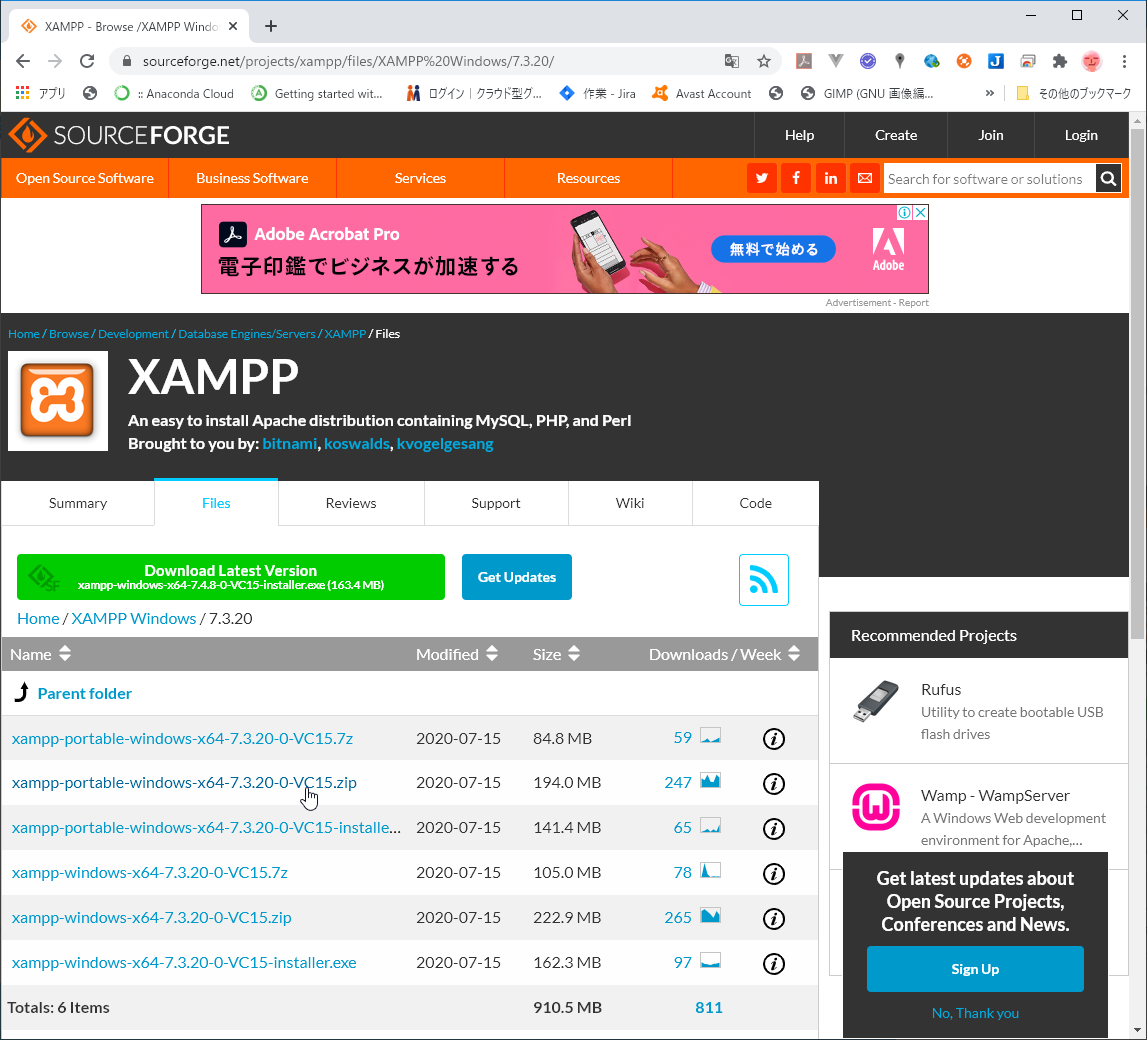 XAMPP - Browse /XAMPP Windo
sourceforge.net/projects/xampp/files/XAMPP%20Windows/7.3.20/
アプリ
:: Anaconda Cloud
Getting started wit...
ログイン｜クラウド型グ...
作業 - Jira
Avast Account
GIMP (GNU 画像編...
»
その他のブックマーク
SOURCEFORGE
Help
Create
Join
Login
Open Source Software
Business Software
Services
Resources
Search for software or solutions
Adobe Acrobat Pro
電子印鑑でビジネスが加速する
無料で始める
Adobe
Advertisement - Report
Home / Browse / Development / Database Engines/Servers / XAMPP / Files
XAMPP
An easy to install Apache distribution containing MySQL, PHP, and Perl
Brought to you by: bitnami, koswalds, kvogelgesang
Summary
Files
Reviews
Support
Wiki
Code
Download Latest Version
xampp-windows-x64-7.4.8-0-VC15-installer.exe (163.4 MB)
Get Updates
Home / XAMPP Windows / 7.3.20
Name Modified Size Downloads / Week
Parent folder
xampp-portable-windows-x64-7.3.20-0-VC15.7z 2020-07-15 84.8 MB 59
xampp-portable-windows-x64-7.3.20-0-VC15.zip 2020-07-15 194.0 MB 247
xampp-portable-windows-x64-7.3.20-0-VC15-installe... 2020-07-15 141.4 MB 65
xampp-windows-x64-7.3.20-0-VC15.7z 2020-07-15 105.0 MB 78
xampp-windows-x64-7.3.20-0-VC15.zip 2020-07-15 222.9 MB 265
xampp-windows-x64-7.3.20-0-VC15-installer.exe 2020-07-15 162.3 MB 97
Totals: 6 Items 910.5 MB 811
Recommended Projects
Rufus
Utility to create bootable USB
flash drives
Wamp - WampServer
A Windows Web development
environment for Apache,...
Get latest updates about
Open Source Projects,
Conferences and News.
Sign Up
No, Thank you